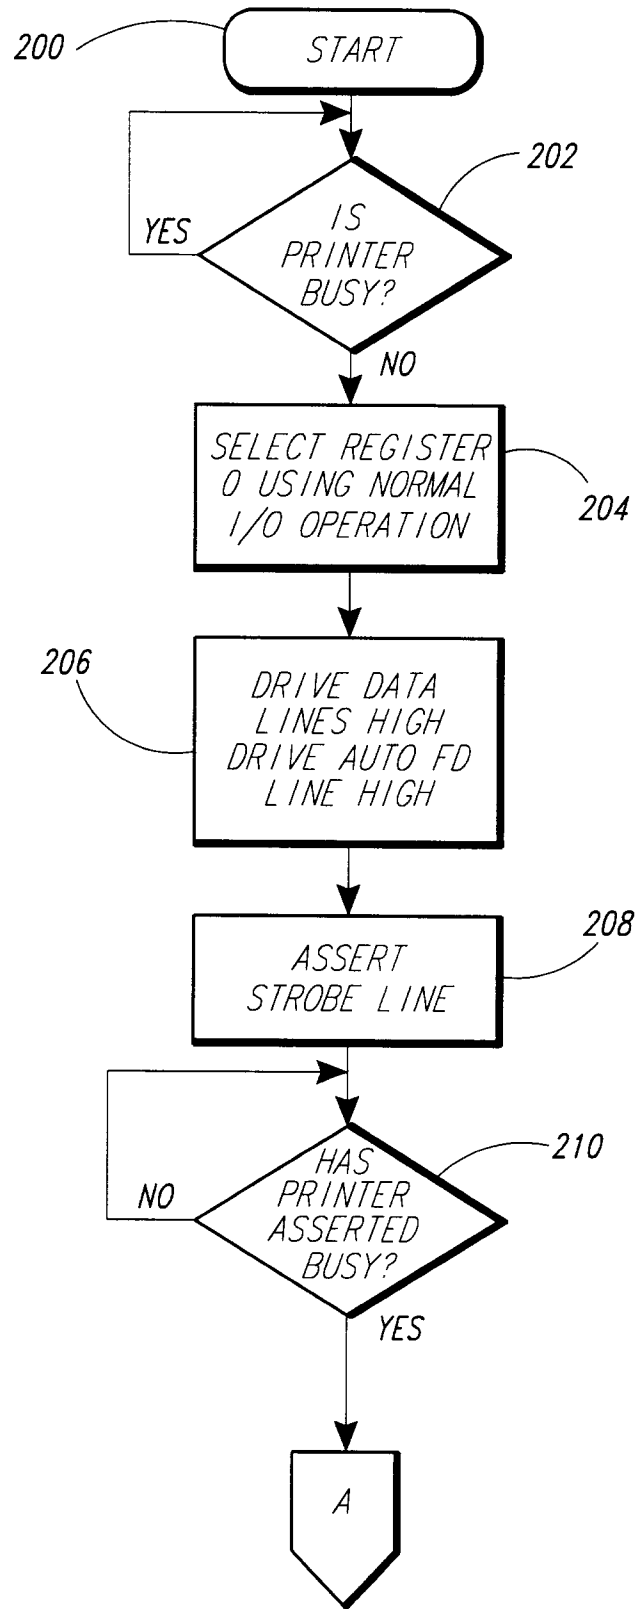 200
START
202
YES
IS
PRINTER
BUSY?
NO
SELECT REGISTER
0 USING NORMAL
I/O OPERATION
204
206
DRIVE DATA
LINES HIGH
DRIVE AUTO FD
LINE HIGH
208
ASSERT
STROBE LINE
210
NO
HAS
PRINTER
ASSERTED
BUSY?
YES
A